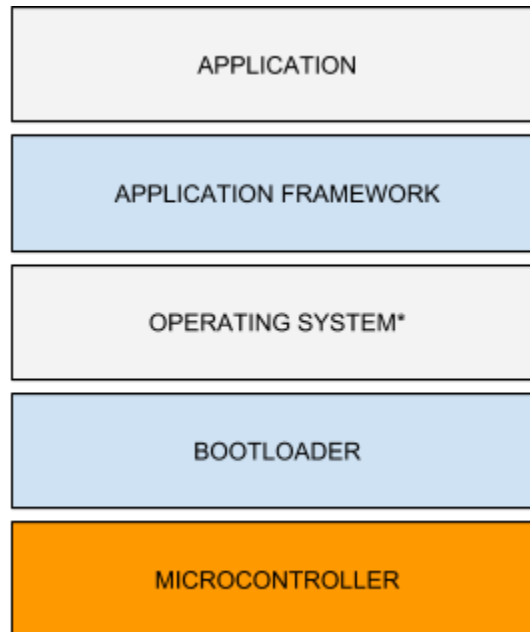 APPLICATION
APPLICATION FRAMEWORK
OPERATING SYSTEM*
BOOTLOADER
MICROCONTROLLER